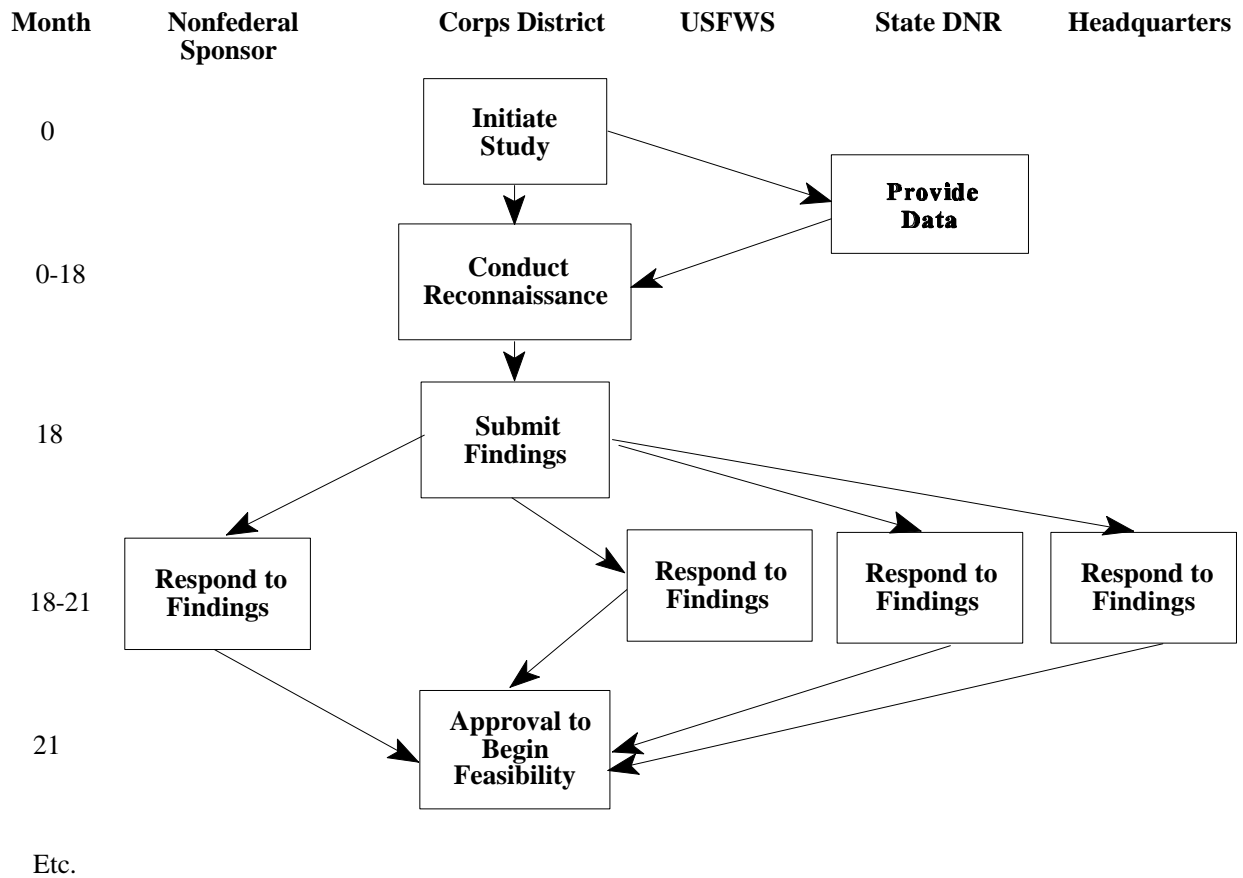 Month Nonfederal Corps District USFWS State DNR Headquarters
Sponsor
Initiate
0
Study
Provide
Data
Conduct
0-18
Reconnaissance
Submit
18
Findings
Respond to Respond to Respond to Respond to
18-21
Findings Findings Findings Findings
Approval to
21
Begin
Feasibility
Etc.